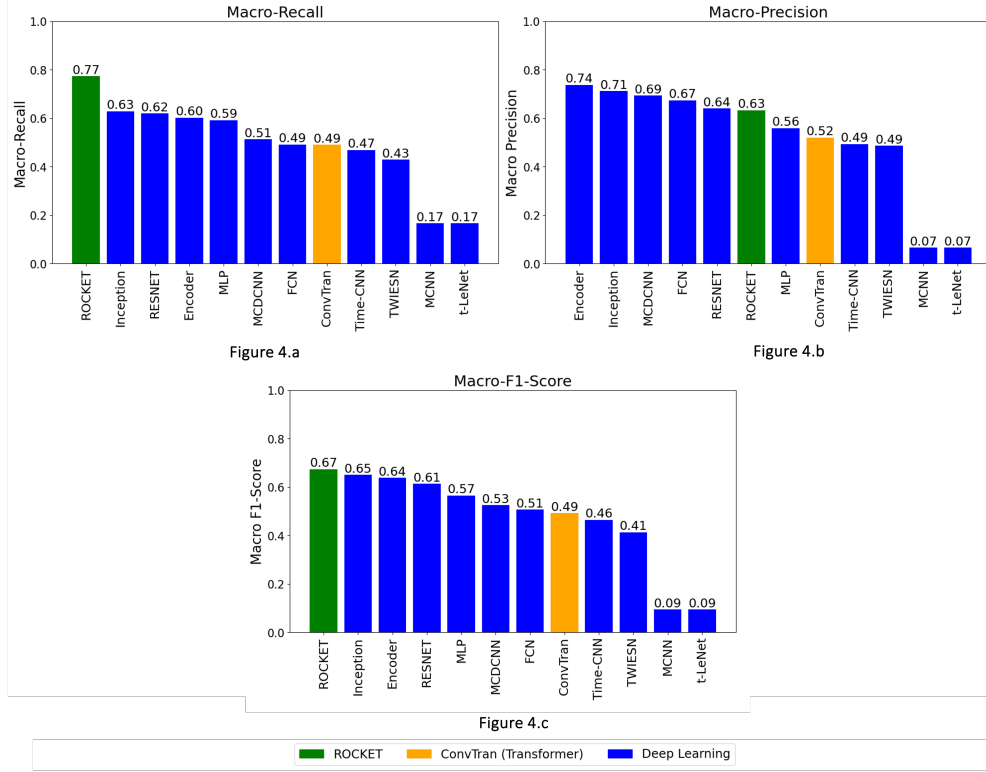 Macro-Recall
1.0
0.8
0.6
0.4
0.2
0.0
Macro-Recall
0.77
0.63
0.62
0.60
0.59
0.51
0.49
0.49
0.47
0.43
0.17
0.17
ROCKET
Inception
RESNET
Encoder
MLP
MCDCNN
FCN
ConvTran
Time-CNN
TWIESN
MCNN
t-LeNet
Figure 4.a
Macro-Precision
1.0
0.8
0.6
0.4
0.2
0.0
Macro Precision
0.74
0.71
0.69
0.67
0.64
0.63
0.56
0.52
0.49
0.49
0.07
0.07
Encoder
Inception
MCDCNN
FCN
RESNET
ROCKET
MLP
ConvTran
Time-CNN
TWIESN
MCNN
t-LeNet
Figure 4.b
Macro-F1-Score
1.0
0.8
0.6
0.4
0.2
0.0
Macro F1-Score
0.67
0.65
0.64
0.61
0.57
0.53
0.51
0.49
0.46
0.41
0.09
0.09
ROCKET
Inception
Encoder
RESNET
MLP
MCDCNN
FCN
ConvTran
Time-CNN
TWIESN
MCNN
t-LeNet
Figure 4.c
ROCKET
ConvTran (Transformer)
Deep Learning